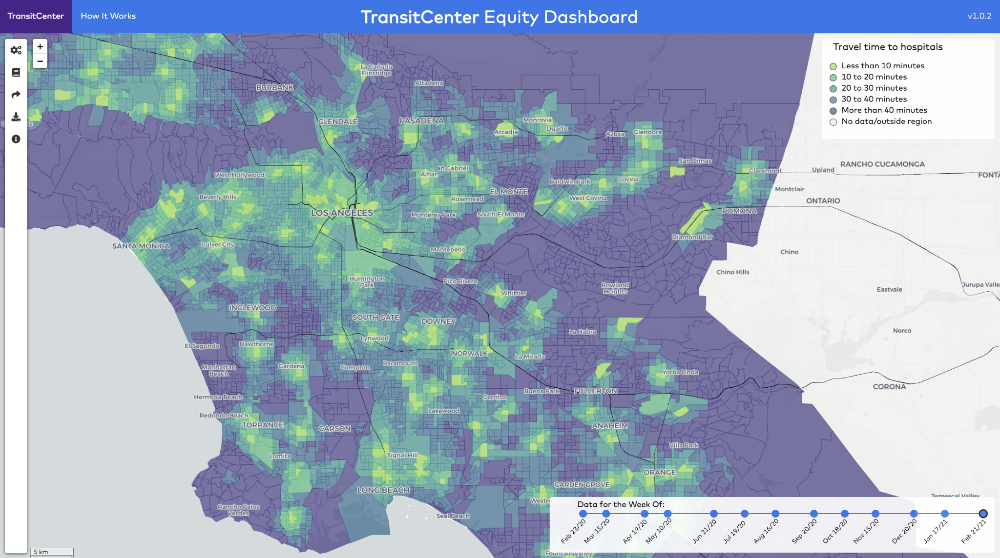 TransitCenter
How It Works
TransitCenter Equity Dashboard
v1.0.2
+
−
Travel time to hospitals
Less than 10 minutes
10 to 20 minutes
20 to 30 minutes
30 to 40 minutes
More than 40 minutes
No data/outside region
La Cañada
Flintridge
Altadena
BURBANK
GLENDALE
PASADENA
Monrovia
Arcadia
Duarte
Azusa
Glendora
San Dimas
RANCHO CUCAMONGA
Upland
Claremont
FONTA
West Hollywood
an Gabriel
Alhar
Baldwin Park
Covina
Montclair
EL MONTE
Beverly Hills
Rosemead
West Covina
ONTARIO
LOS ANGELES
Monterey Park
South El Monte
POMONA
Diamond Bar
SANTA MONICA
Culver City
Montebello
Chino
Chino Hills
Huntington
Park
Pico Rivera
Rowland
Heights
Jurupa Valle
Eastvale
Whittier
INGLEWOOD
SOUTH GATE
DOWNEY
La Habra
Norco
Lynwood
El Segundo
Hawthorne
NORWALK
La Mirada
Gardena
Compton
Paramount
Manhattan
Beach
Yorba Linda
CORONA
Buena Park
FULLERTON
Hermosa Beach
Cerritos
Lakewood
Redondo Beach
TORRANCE
CARSON
ANAHEIM
Villa Park
Lomita
Signal Hill
ORANGE
GARDEN GROVE
LONG BEACH
Temescal Valley
Rancho Palos
Verdes
Seal Beach
Fountain Valley
Data for the Week Of:
Feb 23/20
Mar 15/20
Apr 19/20
May 10/20
Jun 21/20
Jul 19/20
Aug 16/20
Sep 20/20
Oct 18/20
Nov 15/20
Dec 20/20
Jan 17/21
Feb 21/21
5 km